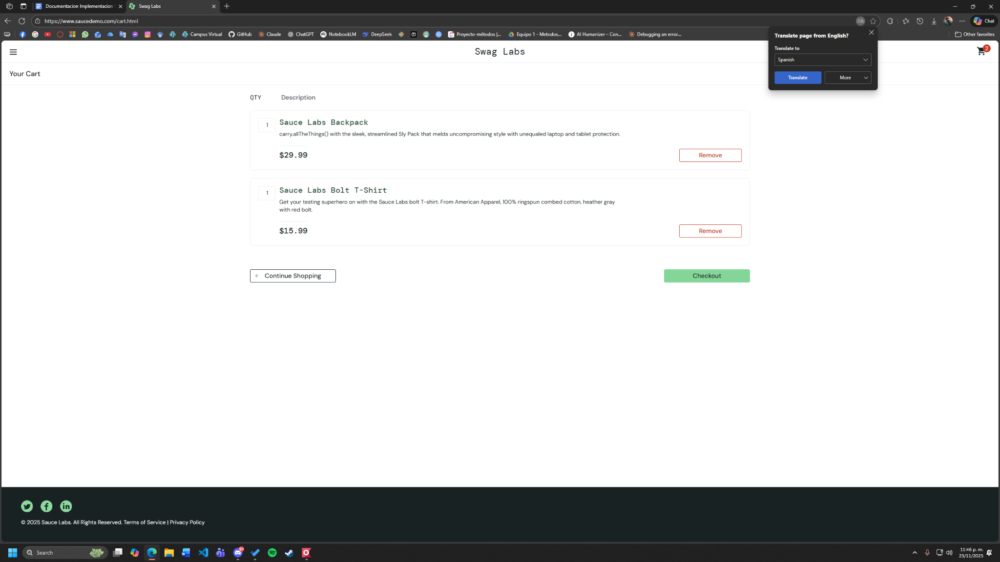 Documentacion Implementacion
Swag Labs
https://www.saucedemo.com/cart.html
Chat
Campus Virtual
GitHub
Claude
ChatGPT
NotebookLM
DeepSeek
Proyecto-métodos |...
Equipo 1 - Metodos...
AI Humanizer – Con...
Debugging an error...
Other favorites
Translate page from English?
Translate to
Spanish
Translate
More
Swag Labs
2
Your Cart
QTY
Description
1
Sauce Labs Backpack
carry.allTheThings() with the sleek, streamlined Sly Pack that melds uncompromising style with unequaled laptop and tablet protection.
$29.99
Remove
1
Sauce Labs Bolt T-Shirt
Get your testing superhero on with the Sauce Labs bolt T-shirt. From American Apparel, 100% ringspun combed cotton, heather gray
with red bolt.
$15.99
Remove
Continue Shopping
Checkout
© 2025 Sauce Labs. All Rights Reserved. Terms of Service | Privacy Policy
Search
9+
11:46 p. m.
23/11/2025